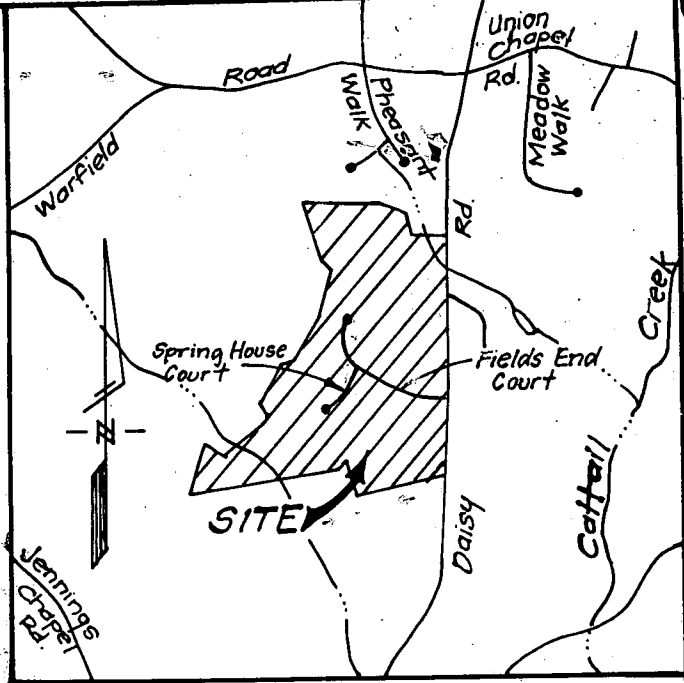 Union
Chapel
Rd.
Road
Pheasant
Walk
Meadow
Walk
Warfield
Rd.
Creek
Spring House
Court
Fields End
Court
N
Cattail
SITE
Daisy
Jennings
Chapel
Rd.